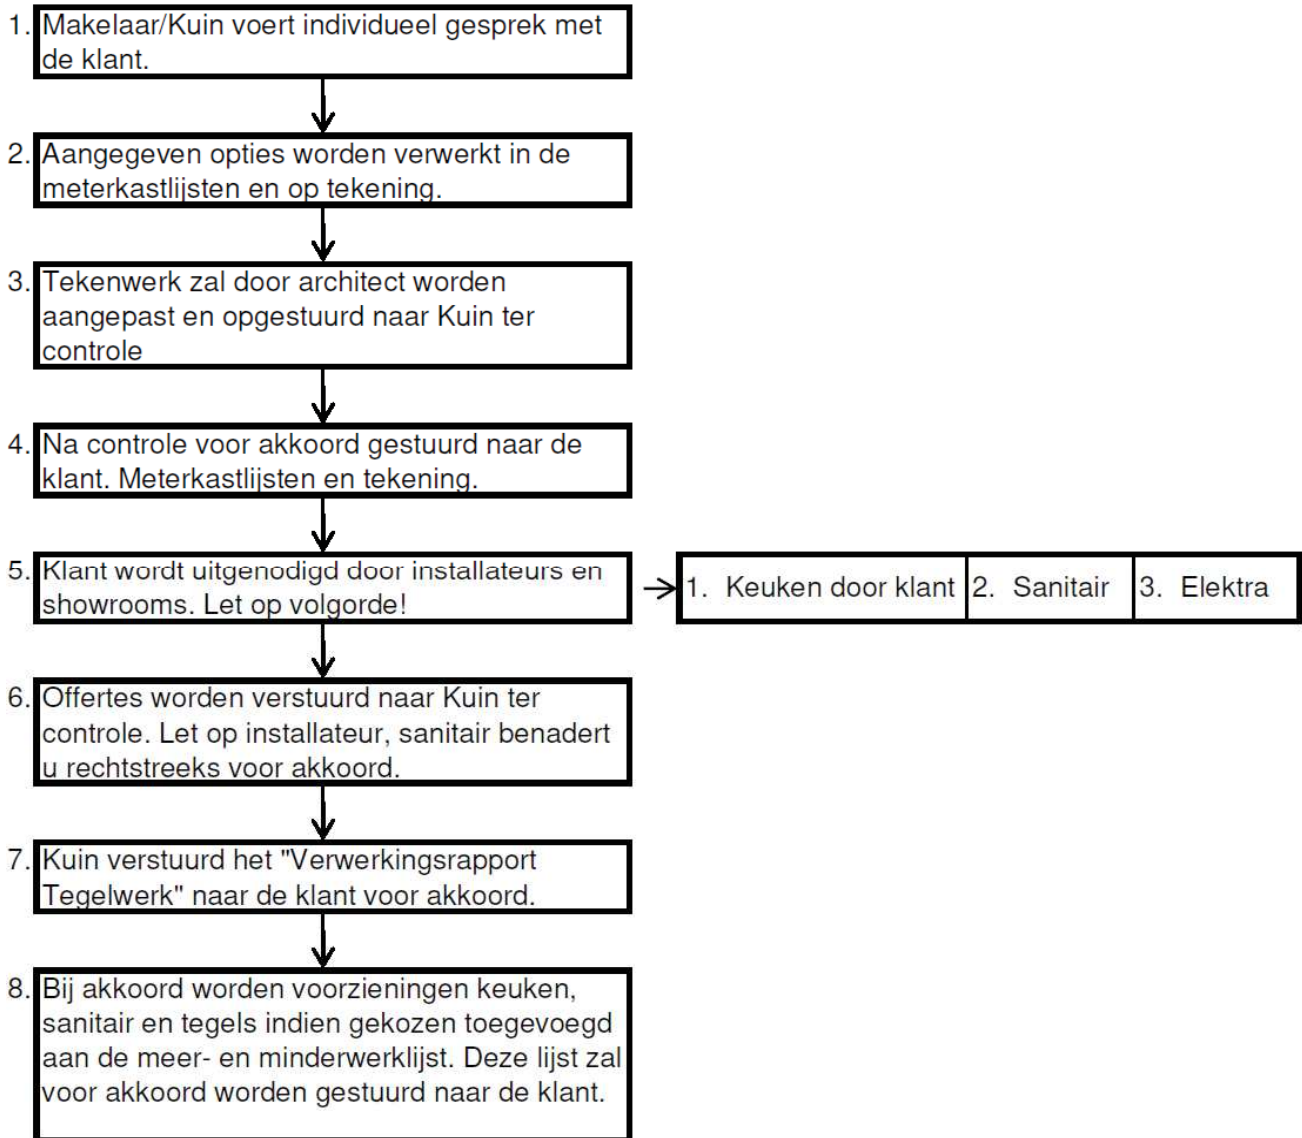 1. Makelaar/Kuin voert individueel gesprek met
de klant.
2. Aangegeven opties worden verwerkt in de
meterkastlijsten en op tekening.
3. Tekenwerk zal door architect worden
aangepast en opgestuurd naar Kuin ter
controle
4. Na controle voor akkoord gestuurd naar de
klant. Meterkastlijsten en tekening.
5. Klant wordt uitgenodigd door installateurs en
showrooms. Let op volgorde!
1. Keuken door klant 2. Sanitair 3. Elektra
6. Offertes worden verstuurd naar Kuin ter
controle. Let op installateur, sanitair benadert
u rechtstreeks voor akkoord.
7. Kuin verstuurd het "Verwerkingsrapport
Tegelwerk" naar de klant voor akkoord.
8. Bij akkoord worden voorzieningen keuken,
sanitair en tegels indien gekozen toegevoegd
aan de meer- en minderwerklijst. Deze lijst zal
voor akkoord worden gestuurd naar de klant.